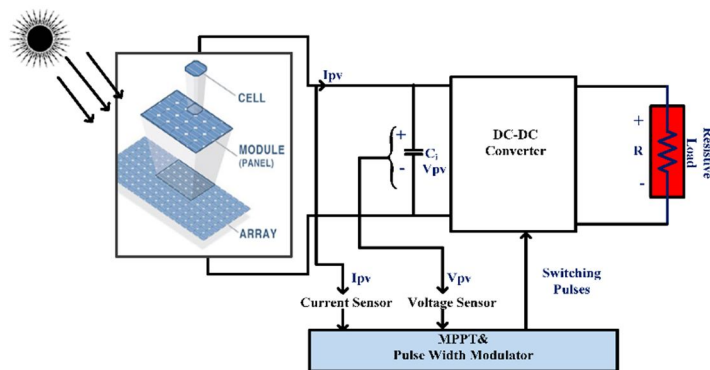 Ipv
CELL
MODULE
(PANEL)
ARRAY
+
-
Ci
Vpv
DC-DC
Converter
+
R
-
Resistive
Load
Ipv
Vpv
Current Sensor
Voltage Sensor
Switching
Pulses
MPPT&
Pulse Width Modulator